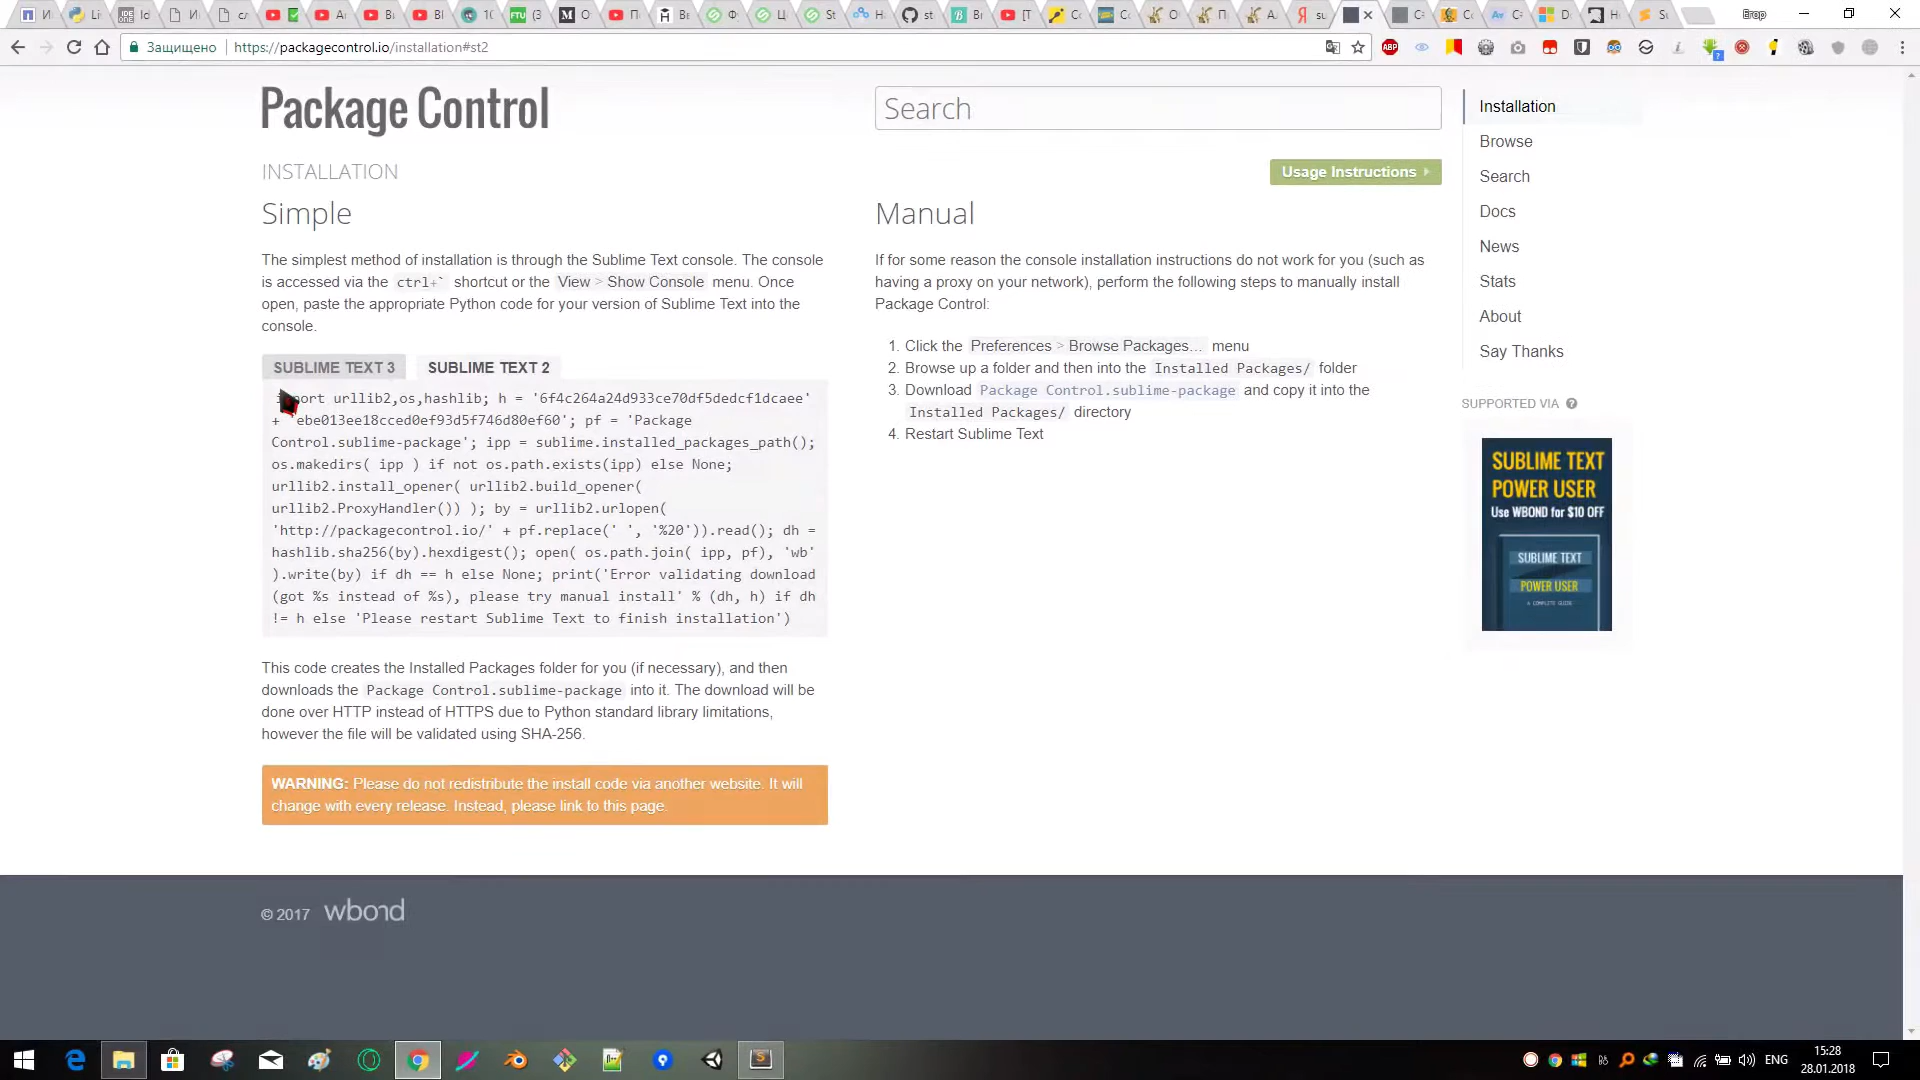 Егор
Защищено
https://packagecontrol.io/installation#st2
Package Control
Search
INSTALLATION
Usage Instructions
Simple
The simplest method of installation is through the Sublime Text console. The console
is accessed via the ctrl+` shortcut or the View > Show Console menu. Once
open, paste the appropriate Python code for your version of Sublime Text into the
console.
SUBLIME TEXT 3
SUBLIME TEXT 2
import urllib2,os,hashlib; h = '6f4c264a24d933ce70df5dedcf1dcaee'
+ 'ebe013ee18cced0ef93d5f746d80ef60'; pf = 'Package
Control.sublime-package'; ipp = sublime.installed_packages_path();
os.makedirs( ipp ) if not os.path.exists(ipp) else None;
urllib2.install_opener( urllib2.build_opener(
urllib2.ProxyHandler()) ); by = urllib2.urlopen(
'http://packagecontrol.io/' + pf.replace(' ', '%20')).read(); dh =
hashlib.sha256(by).hexdigest(); open( os.path.join( ipp, pf), 'wb'
).write(by) if dh == h else None; print('Error validating download
(got %s instead of %s), please try manual install' % (dh, h) if dh
!= h else 'Please restart Sublime Text to finish installation')
This code creates the Installed Packages folder for you (if necessary), and then
downloads the Package Control.sublime-package into it. The download will be
done over HTTP instead of HTTPS due to Python standard library limitations,
however the file will be validated using SHA-256.
WARNING: Please do not redistribute the install code via another website. It will
change with every release. Instead, please link to this page.
Manual
If for some reason the console installation instructions do not work for you (such as
having a proxy on your network), perform the following steps to manually install
Package Control:
1. Click the Preferences > Browse Packages... menu
2. Browse up a folder and then into the Installed Packages/ folder
3. Download Package Control.sublime-package and copy it into the
Installed Packages/ directory
4. Restart Sublime Text
Installation
Browse
Search
Docs
News
Stats
About
Say Thanks
SUPPORTED VIA
SUBLIME TEXT
POWER USER
Use WBOND for $10 OFF
SUBLIME TEXT
POWER USER
A COMPLETE GUIDE
© 2017 wbond
ENG
15:28
28.01.2018